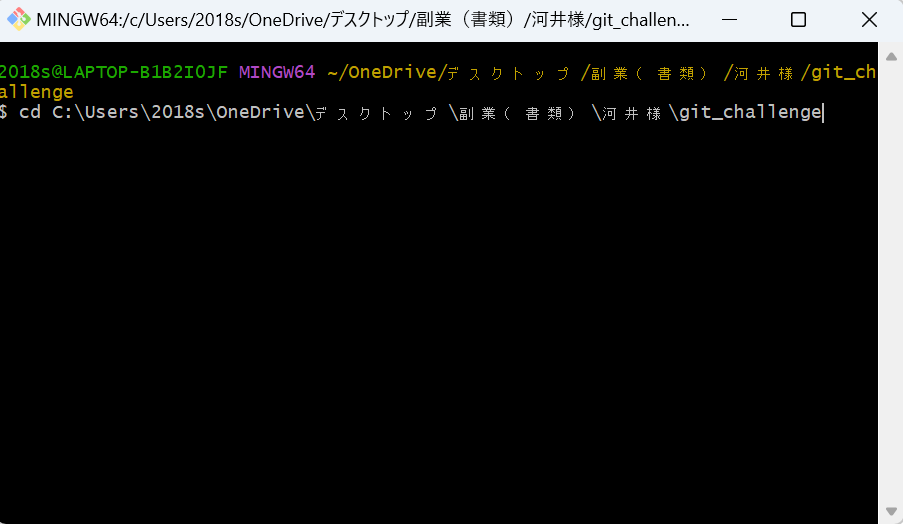 MINGW64:/c/Users/2018s/OneDrive/デスクトップ/副業（書類）/河井様/git_challen...
2018s@LAPTOP-B1B2I0JF MINGW64 ~/OneDrive/デスクトップ/副業（書類）/河井様/git_ch
allenge
$ cd C:\Users\2018s\OneDrive\デスクトップ\副業（書類）\河井様\git_challenge